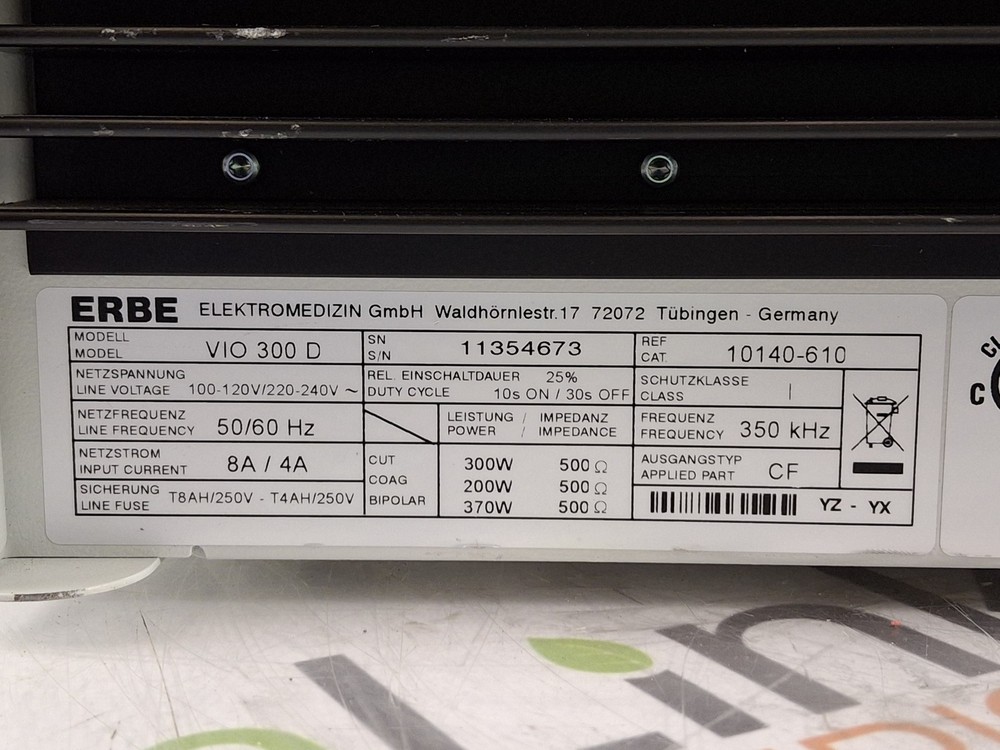 ERBE ELEKTROMEDIZIN GmbH Waldhörnlestr.17 72072 Tübingen - Germany
MODELL
MODEL
VIO 300 D
SN
S/N
11354673
REF
CAT.
10140-610
NETZSPANNUNG
LINE VOLTAGE 100-120V/220-240V ~
REL. EINSCHALTDAUER 25%
DUTY CYCLE 10s ON / 30s OFF
SCHUTZKLASSE
CLASS
I
NETZFREQUENZ
LINE FREQUENCY
50/60 Hz
LEISTUNG / IMPEDANZ
POWER / IMPEDANCE
FREQUENZ
FREQUENCY
350 kHz
NETZSTROM
INPUT CURRENT
8A / 4A
CUT 300W 500 Ω
COAG 200W 500 Ω
BIPOLAR 370W 500 Ω
AUSGANGSTYP
APPLIED PART
CF
SICHERUNG
LINE FUSE
T8AH/250V - T4AH/250V
YZ - YX